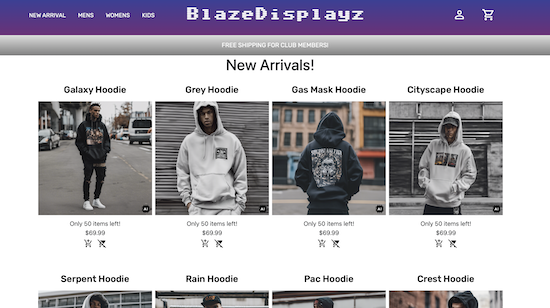 NEW ARRIVAL MENS WOMENS KIDS BlazeDisplayz
FREE SHIPPING FOR CLUB MEMBERS!
New Arrivals!
Galaxy Hoodie Grey Hoodie Gas Mask Hoodie Cityscape Hoodie
AI AI AI AI
Only 50 items left! Only 50 items left! Only 50 items left! Only 50 items left!
$69.99 $69.99 $69.99 $69.99
Serpent Hoodie Rain Hoodie Pac Hoodie Crest Hoodie